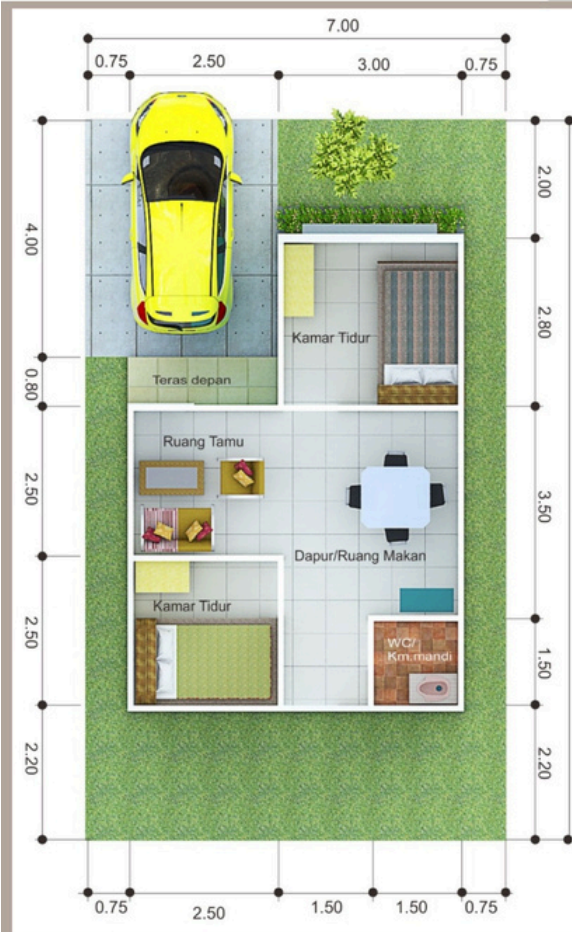 7.00
0.75
2.50
3.00
0.75
4.00
2.00
2.80
Kamar Tidur
Teras depan
0.80
Ruang Tamu
2.50
3.50
Dapur/Ruang Makan
Kamar Tidur
2.50
WC/
Km.mandi
1.50
2.20
2.20
0.75
2.50
1.50
1.50
0.75